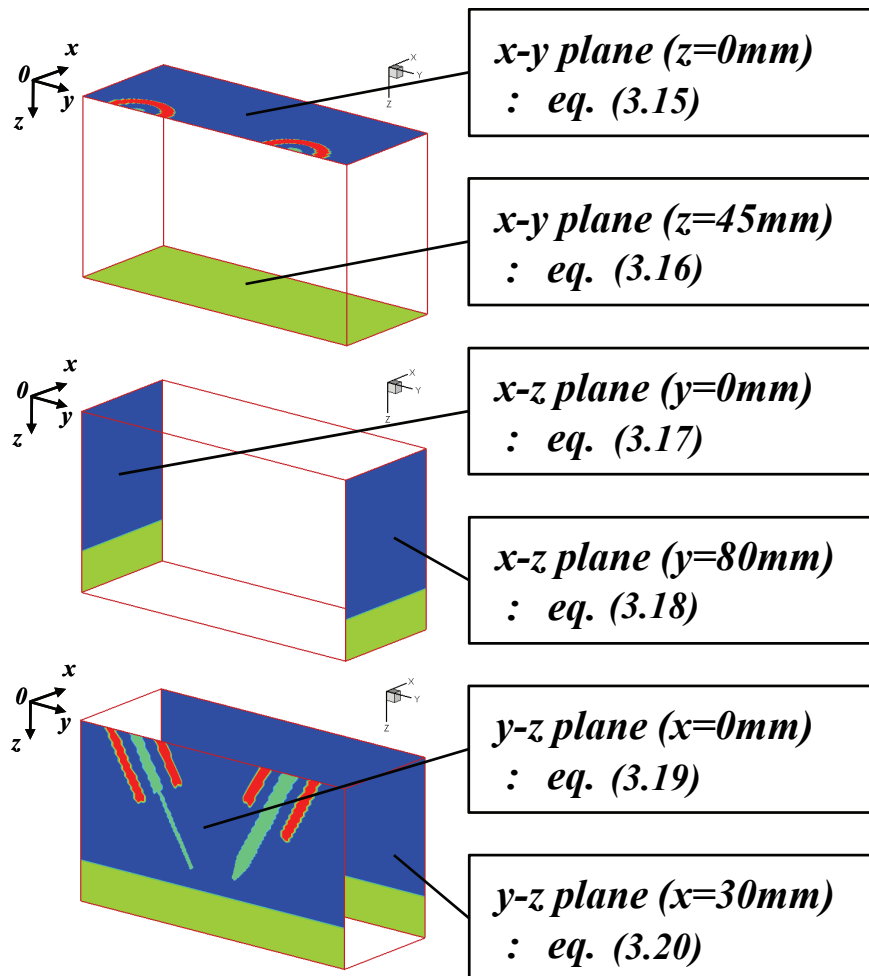 x
0
y
z
X
Y
Z
x-y plane (z=0mm)
: eq. (3.15)
x-y plane (z=45mm)
: eq. (3.16)
x
0
y
z
X
Y
Z
x-z plane (y=0mm)
: eq. (3.17)
x-z plane (y=80mm)
: eq. (3.18)
x
0
y
z
X
Y
Z
y-z plane (x=0mm)
: eq. (3.19)
y-z plane (x=30mm)
: eq. (3.20)